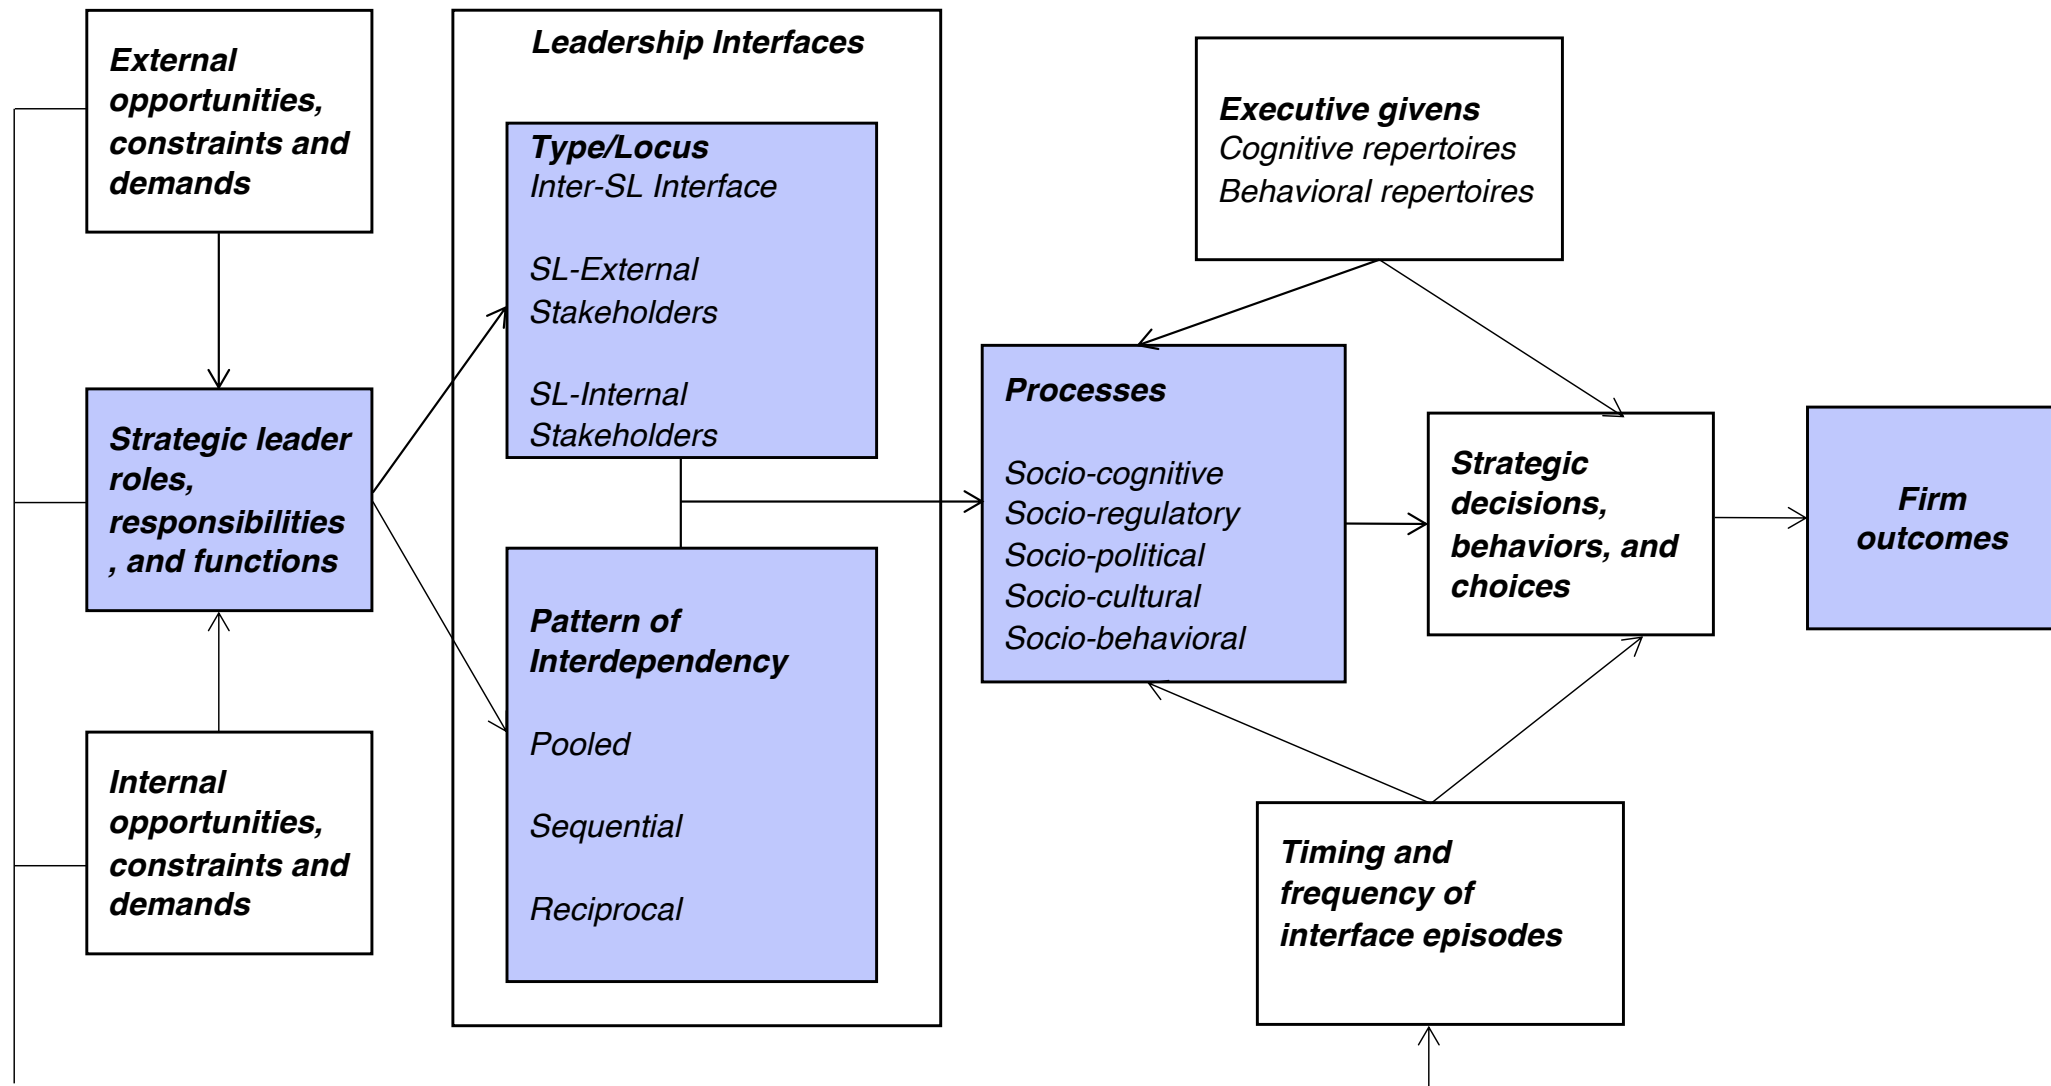 External
opportunities,
constraints and
demands
Strategic leader
roles,
responsibilities
, and functions
Internal
opportunities,
constraints and
demands
Leadership Interfaces
Type/Locus
Inter-SL Interface
SL-External
Stakeholders
SL-Internal
Stakeholders
Pattern of
Interdependency
Pooled
Sequential
Reciprocal
Processes
Socio-cognitive
Socio-regulatory
Socio-political
Socio-cultural
Socio-behavioral
Executive givens
Cognitive repertoires
Behavioral repertoires
Strategic
decisions,
behaviors, and
choices
Timing and
frequency of
interface episodes
Firm
outcomes